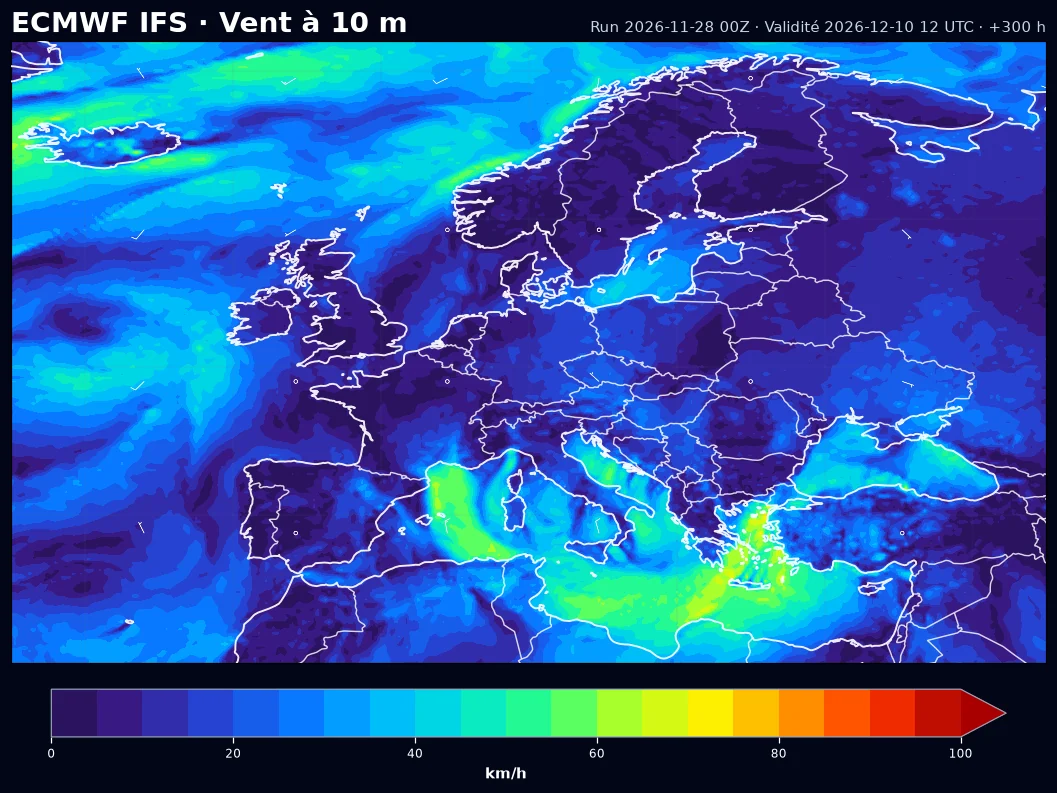 ECMWF IFS · Vent à 10 m
Run 2026-11-28 00Z · Validité 2026-12-10 12 UTC · +300 h
0 20 40 60 80 100
km/h